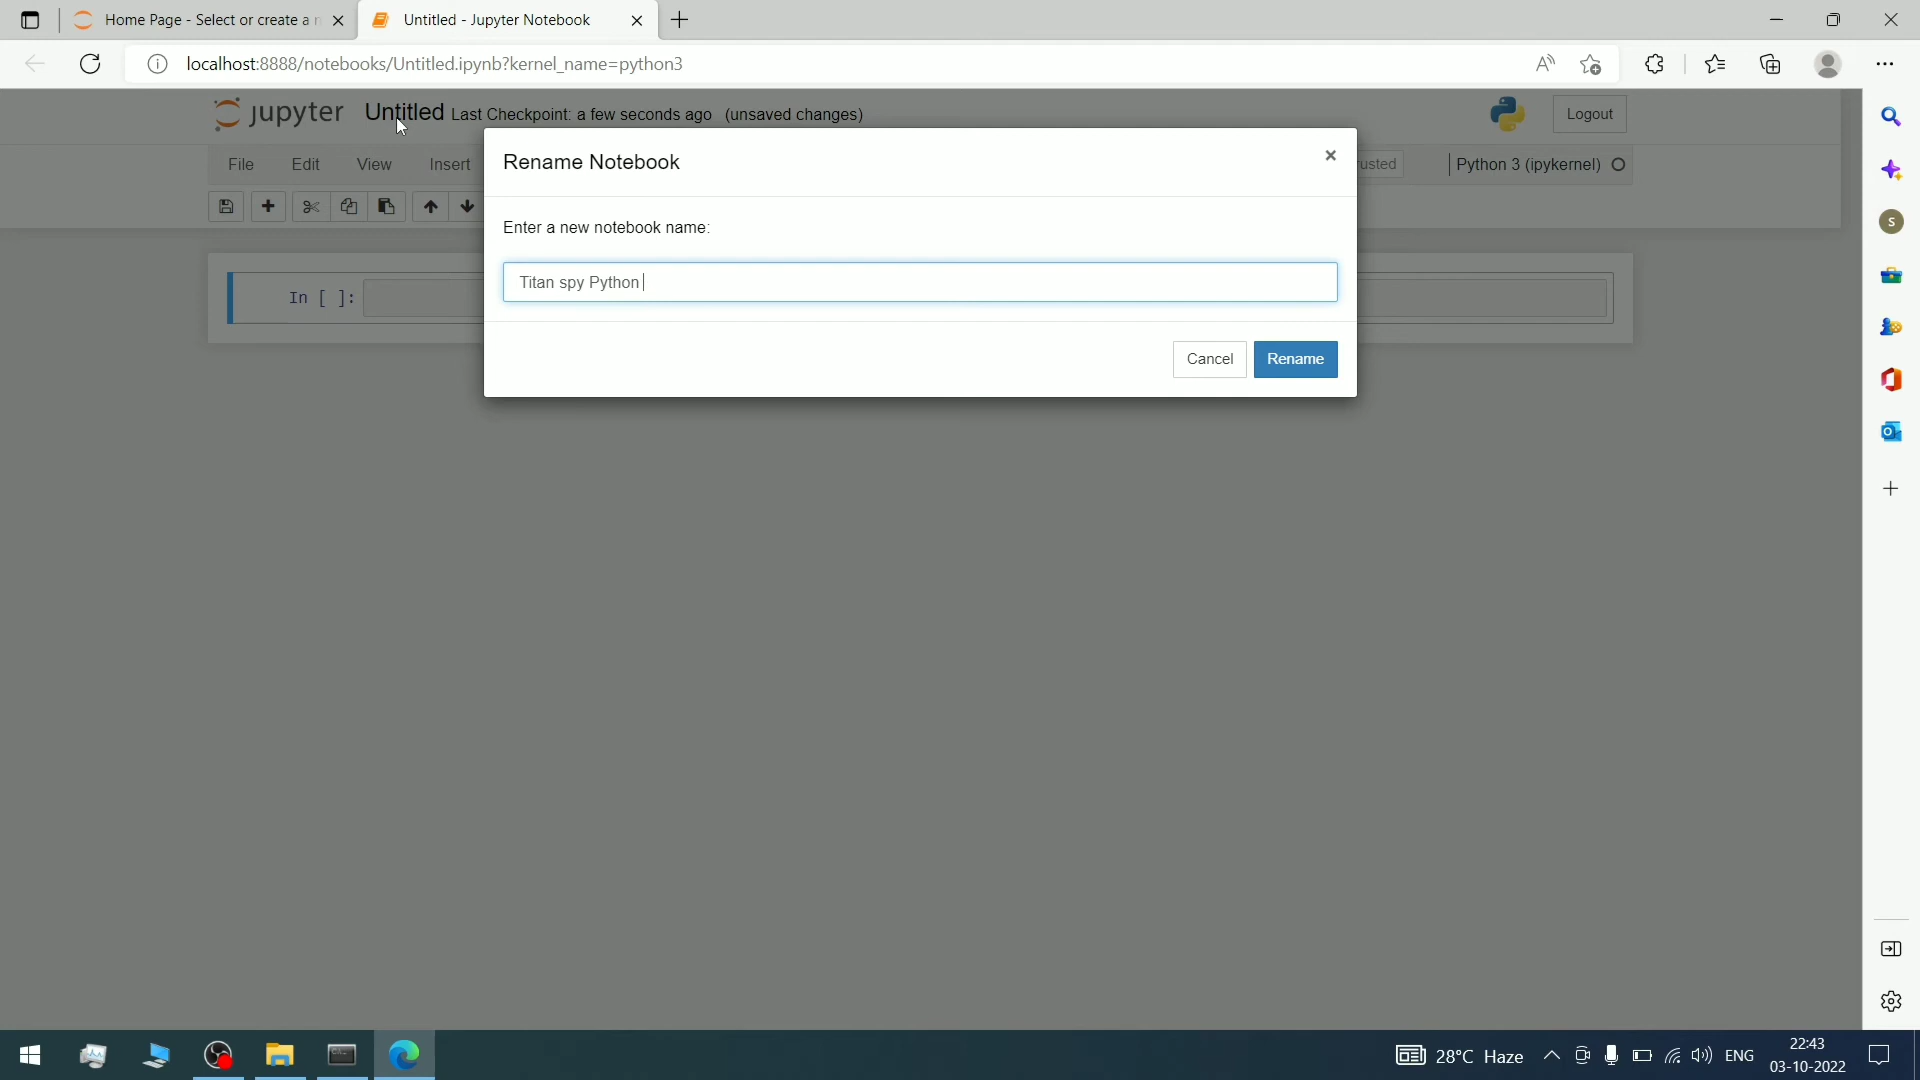 Home Page - Select or create a n
Untitled - Jupyter Notebook
localhost:8888/notebooks/Untitled.ipynb?kernel_name=python3
jupyter Untitled Last Checkpoint: a few seconds ago (unsaved changes)
Logout
File Edit View Insert
rusted
Python 3 (ipykernel)
Rename Notebook
Enter a new notebook name:
Titan spy Python
In [ ]:
Cancel Rename
S
28°C Haze
ENG
22:43
03-10-2022